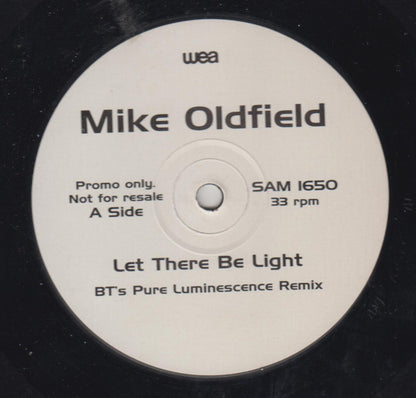 wea
Mike Oldfield
Promo only.
Not for resale
A Side
SAM 1650
33 rpm
Let There Be Light
BT's Pure Luminescence Remix